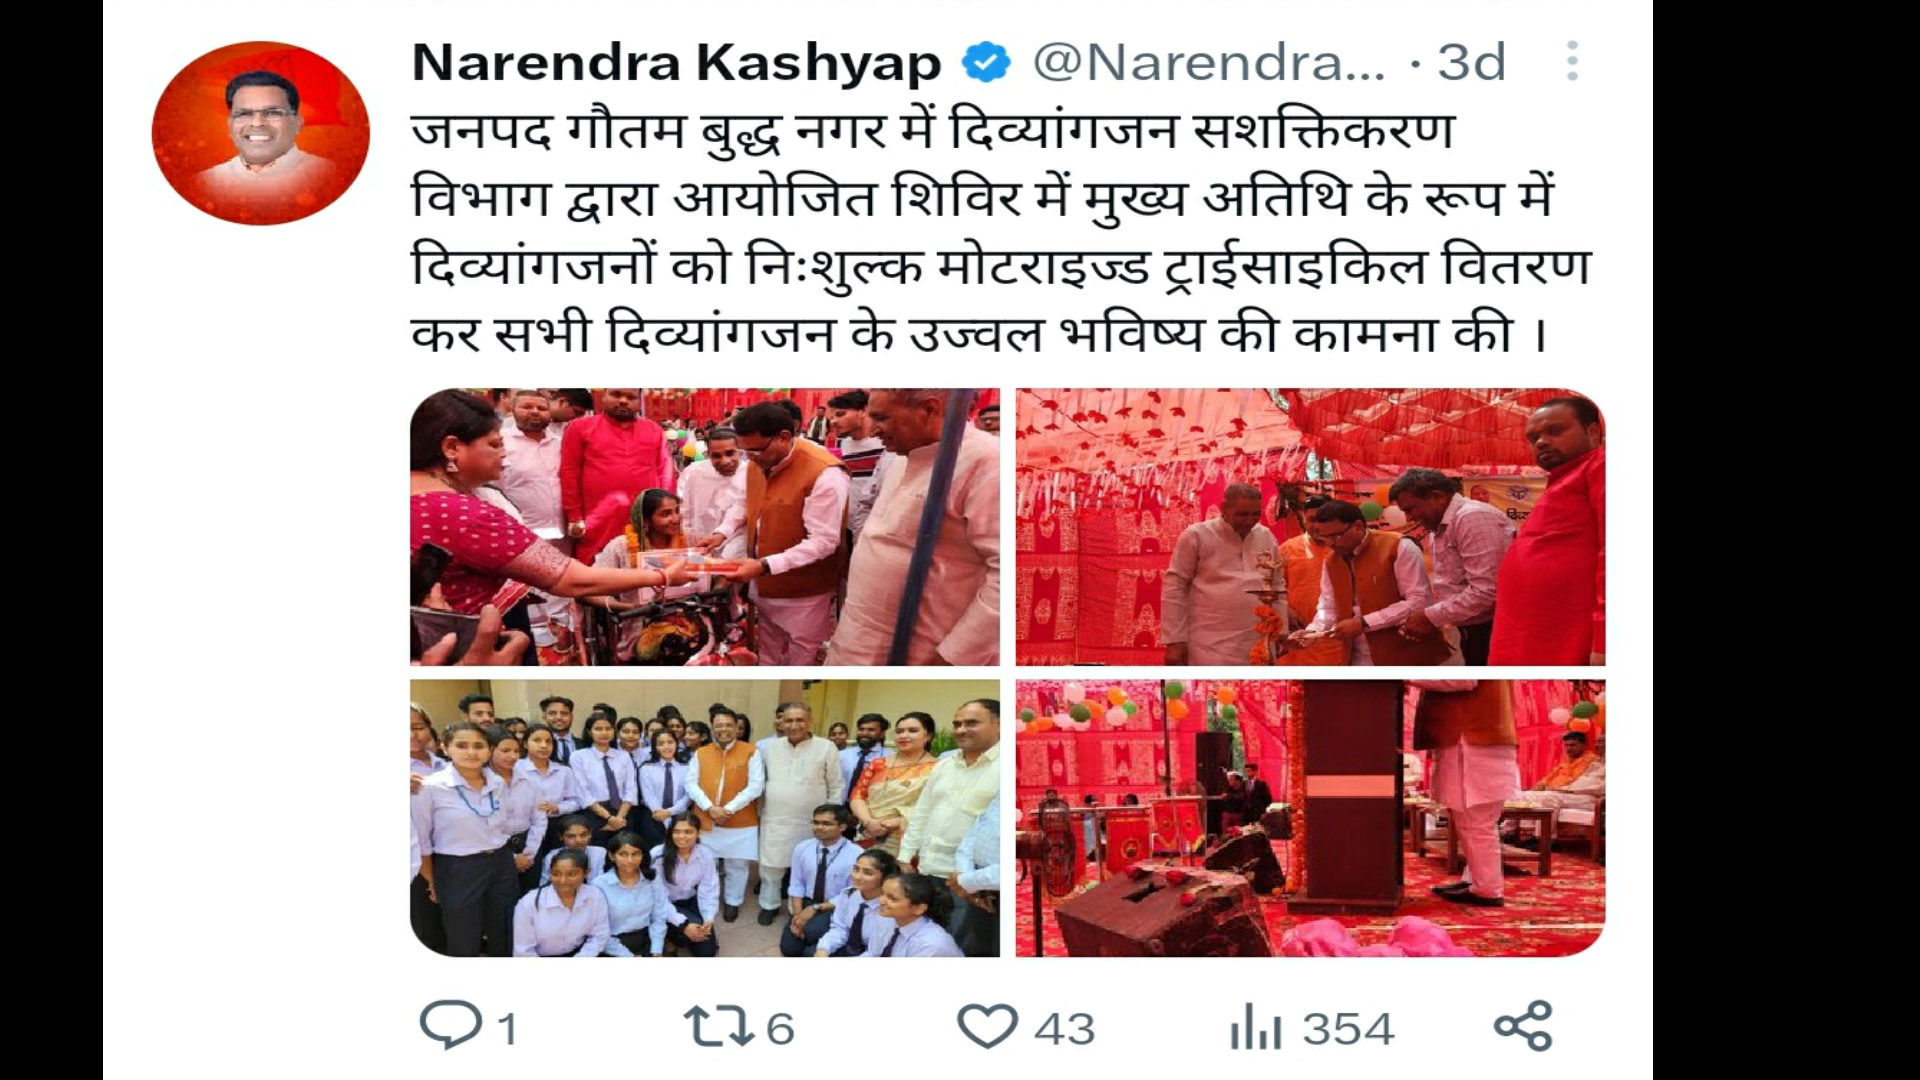 Narendra Kashyap @Narendra... · 3d
जनपद गौतम बुद्ध नगर में दिव्यांगजन सशक्तिकरण
विभाग द्वारा आयोजित शिविर में मुख्य अतिथि के रूप में
दिव्यांगजनों को निःशुल्क मोटराइज्ड ट्राईसाइकिल वितरण
कर सभी दिव्यांगजन के उज्वल भविष्य की कामना की ।
1 6 43 354